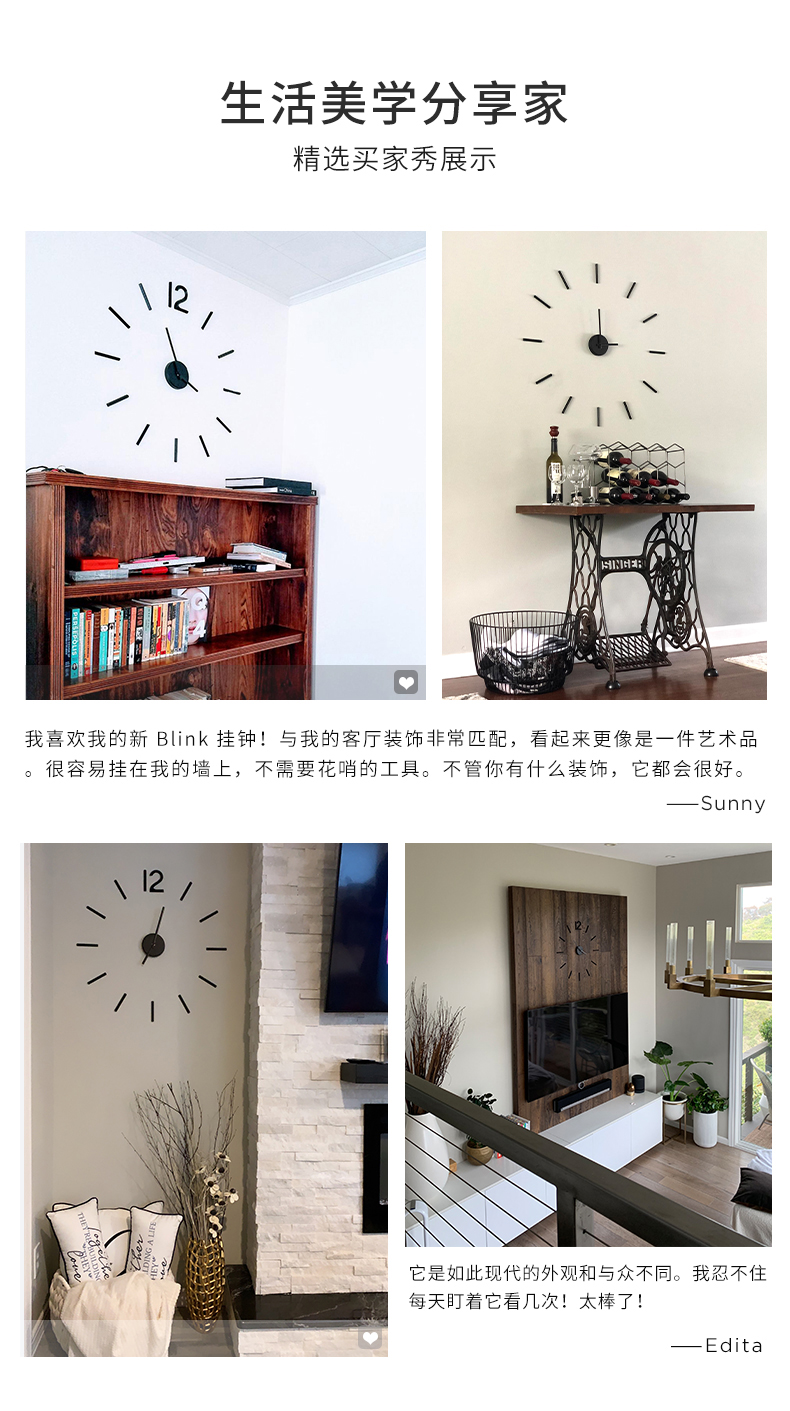 生活美学分享家
精选买家秀展示
12
SINGER
PERSEPOLIS
我喜欢我的新 Blink 挂钟！与我的客厅装饰非常匹配，看起来更像是一件艺术品
。很容易挂在我的墙上，不需要花哨的工具。不管你有什么装饰，它都会很好。
——Sunny
12
12
together
它是如此现代的外观和与众不同。我忍不住
每天盯着它看几次！太棒了！
——Edita